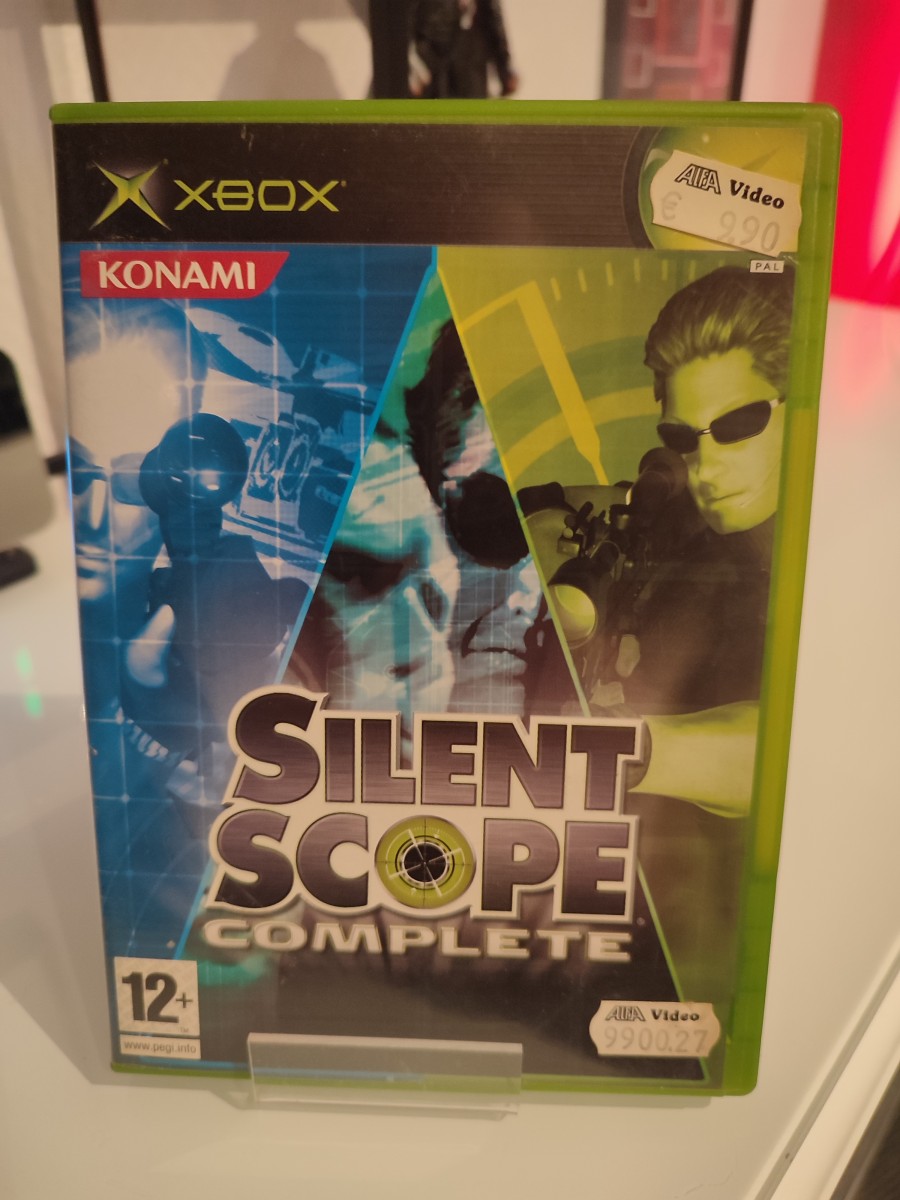 XBOX
ALFA Video
€ 9.90
PAL
KONAMI
SILENT
SCOPE
COMPLETE
12+
www.pegi.info
ALFA Video
9900.27